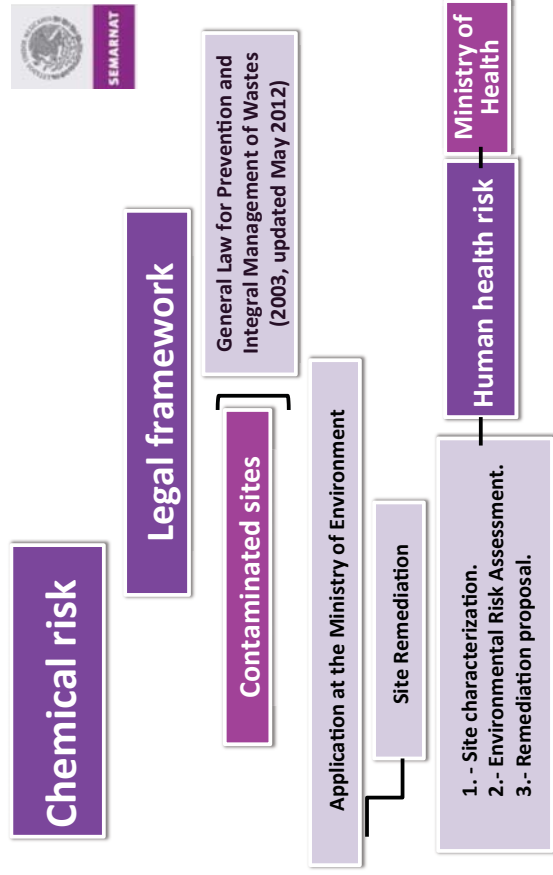 SEMARNAT
Chemical risk
Legal framework
Contaminated sites
General Law for Prevention and
Integral Management of Wastes
(2003, updated May 2012)
Application at the Ministry of Environment
Site Remediation
1.- Site characterization.
2.- Environmental Risk Assessment.
3.- Remediation proposal.
Human health risk
Ministry of
Health